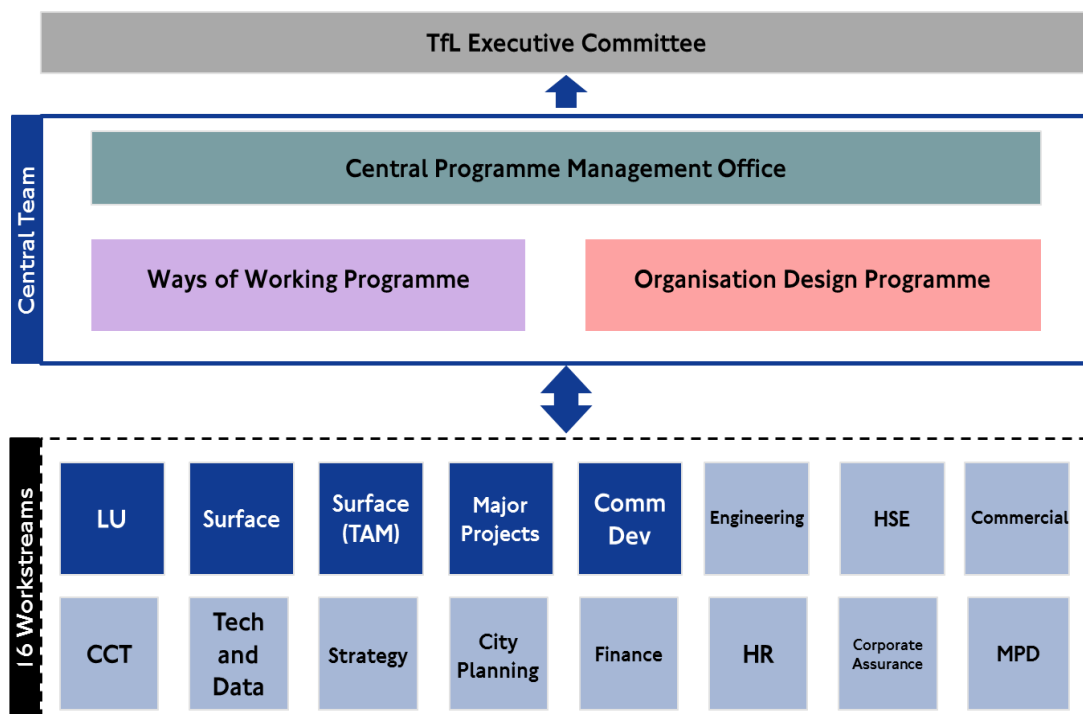 TfL Executive Committee
Central Team
Central Programme Management Office
Ways of Working Programme
Organisation Design Programme
16 Workstreams
LU
Surface
Surface
(TAM)
Major
Projects
Comm
Dev
Engineering
HSE
Commercial
CCT
Tech
and
Data
Strategy
City
Planning
Finance
HR
Corporate
Assurance
MPD